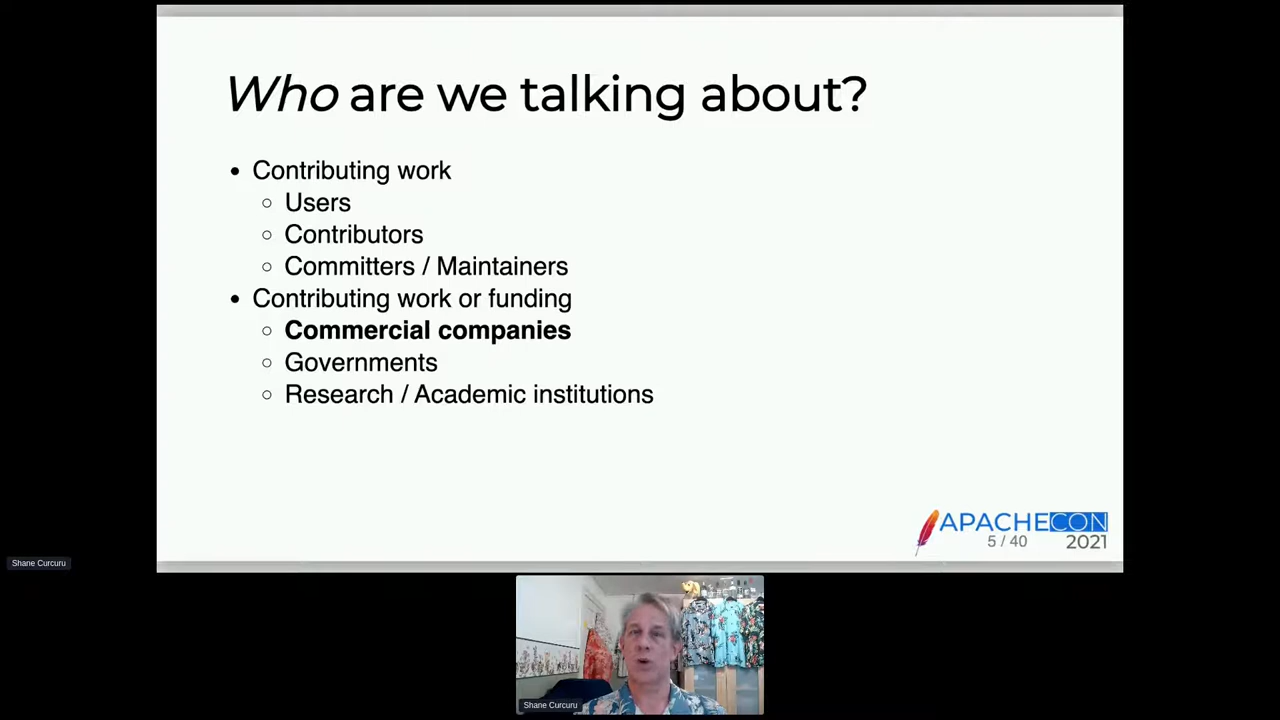 Who are we talking about?
Contributing work
Users
Contributors
Committers / Maintainers
Contributing work or funding
Commercial companies
Governments
Research / Academic institutions
APACHECON
5 / 40
2021
Shane Curcuru
Shane Curcuru